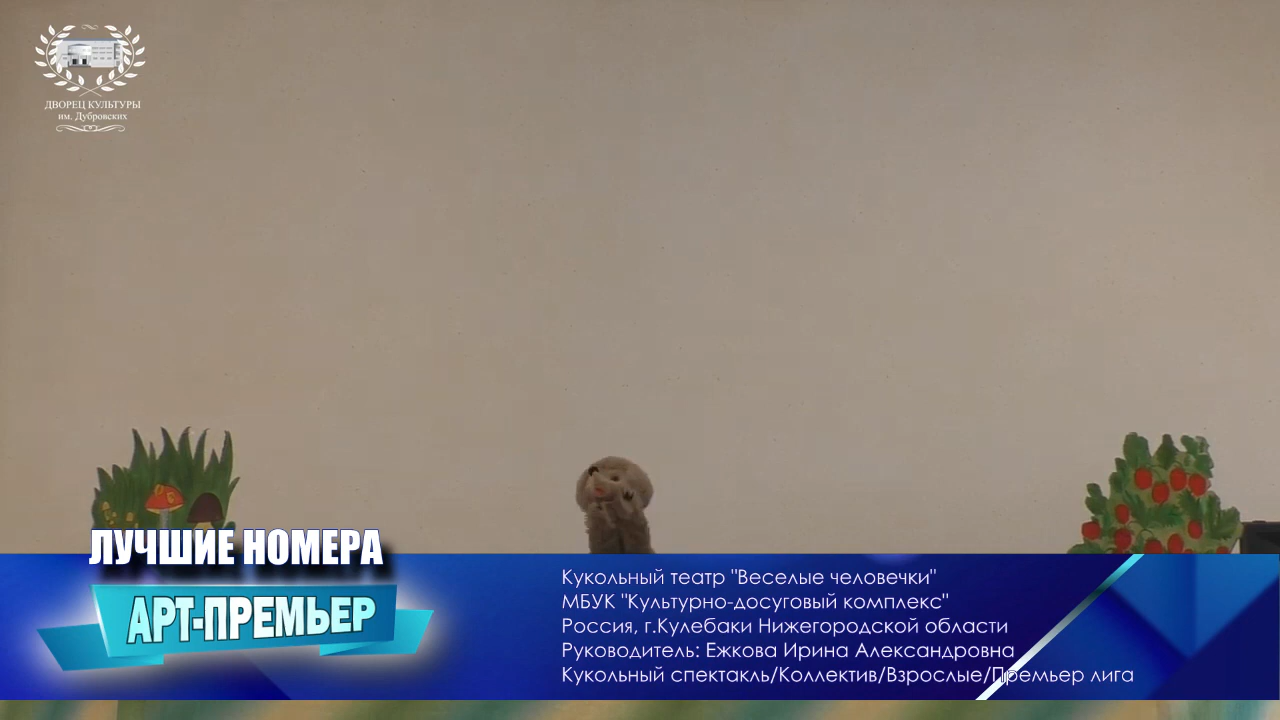 ДВОРЕЦ КУЛЬТУРЫ
им. Дубровских
ЛУЧШИЕ НОМЕРА
АРТ-ПРЕМЬЕР
Кукольный театр "Веселые человечки"
МБУК "Культурно-досуговый комплекс"
Россия, г.Кулебаки Нижегородской области
Руководитель: Ежкова Ирина Александровна
Кукольный спектакль/Коллектив/Взрослые/Премьер лига